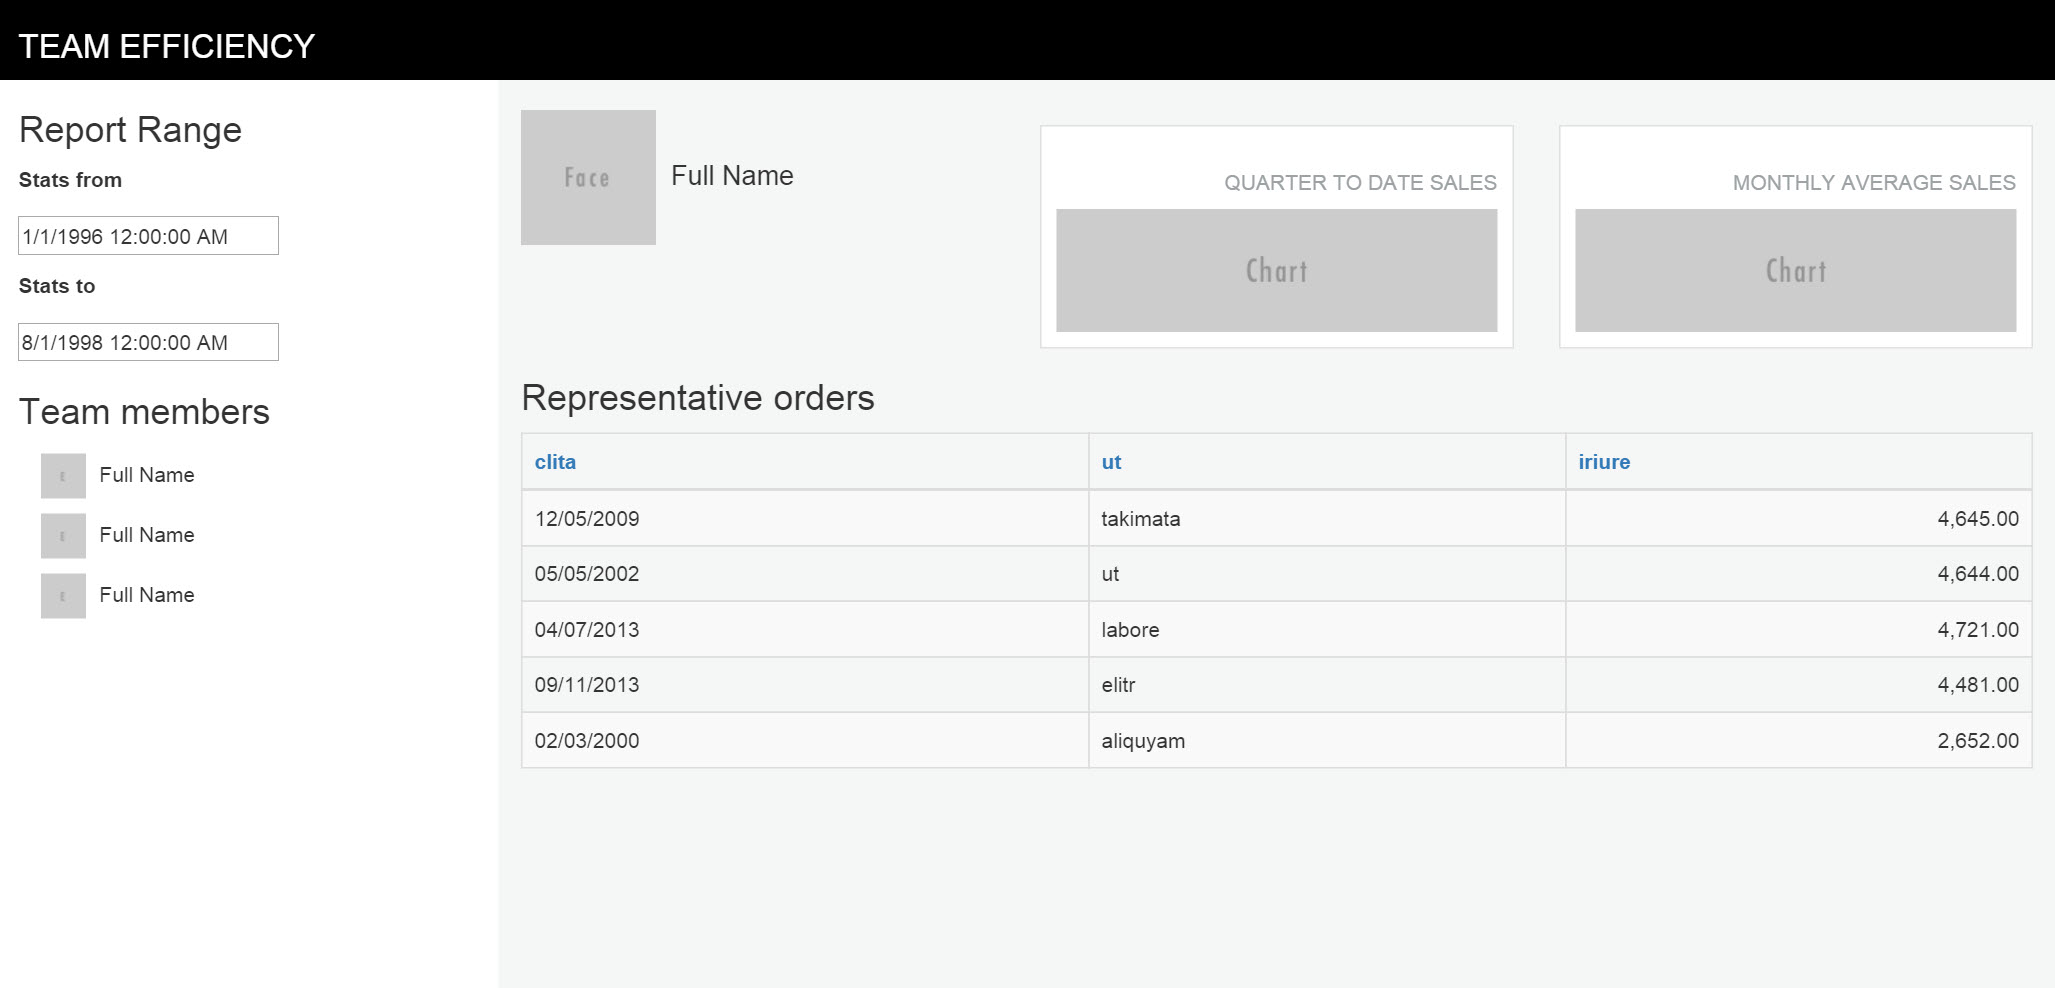 TEAM EFFICIENCY
Report Range
Stats from
1/1/1996 12:00:00 AM
Stats to
8/1/1998 12:00:00 AM
Team members
Full Name
Full Name
Full Name
Face
Full Name
QUARTER TO DATE SALES
Chart
MONTHLY AVERAGE SALES
Chart
Representative orders
clita ut iriure
12/05/2009 takimata 4,645.00
05/05/2002 ut 4,644.00
04/07/2013 labore 4,721.00
09/11/2013 elitr 4,481.00
02/03/2000 aliquyam 2,652.00